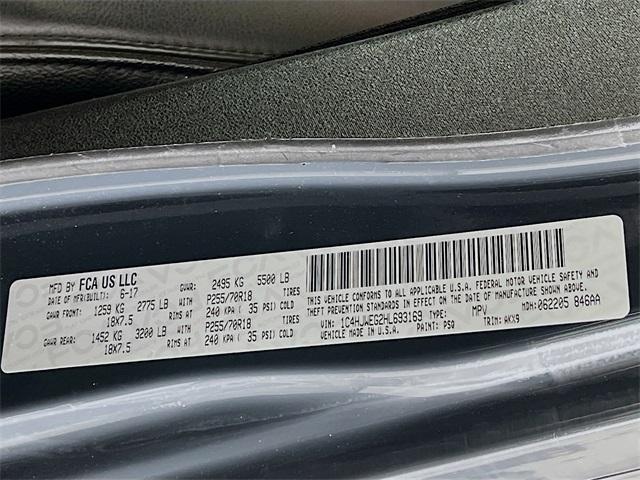 MFD BY FCA US LLC GVWR: 2495 KG 5500 LB
DATE OF MFR(BUILT): 6-17
GAWR FRONT: 1259 KG 2775 LB P255/70R18 TIRES
18X7.5 RIMS AT 240 KPA ( 35 PSI) COLD
GAWR REAR: 1452 KG 3200 LB P255/70R18 TIRES
18X7.5 RIMS AT 240 KPA ( 35 PSI) COLD
THIS VEHICLE CONFORMS TO ALL APPLICABLE U.S.A. FEDERAL MOTOR VEHICLE SAFETY,
BUMPER AND THEFT PREVENTION STANDARDS IN EFFECT ON THE DATE OF MANUFACTURE SHOWN ABOVE.
VIN: 1C4HJWEG2HL693169 TYPE: MPV MDH: 062205 846AA
VEHICLE MADE IN U.S.A. PAINT: PSQ TRIM: AKX9